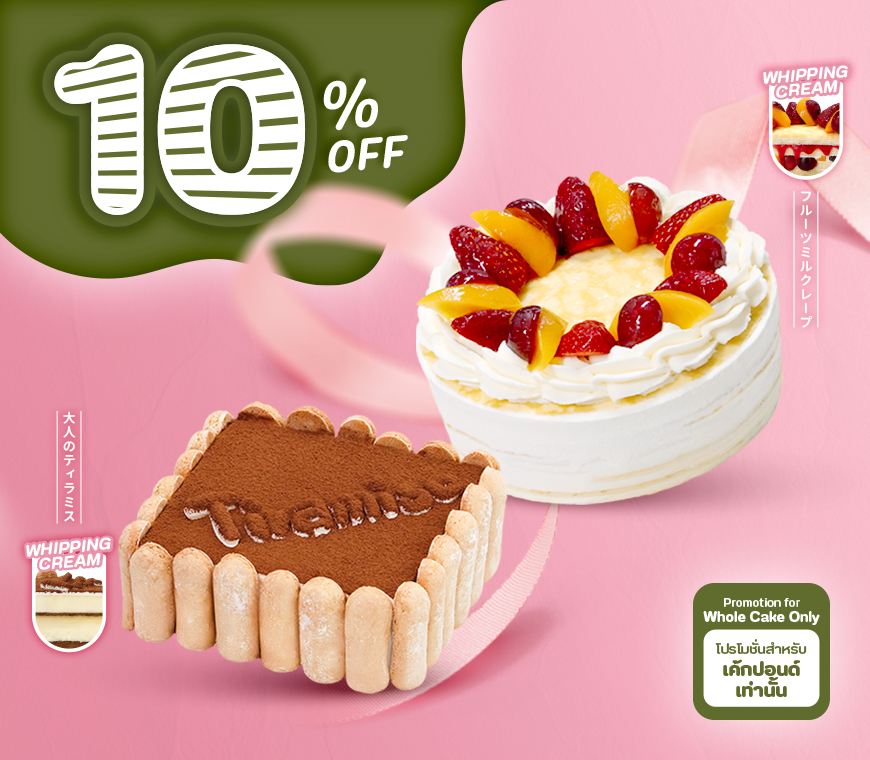 10
%
OFF
WHIPPING
CREAM
フルーツミルクレープ
Tiramisu
大人のティラミス
WHIPPING
CREAM
Promotion for
Whole Cake Only
โปรโมชั่นสำหรับ
เค้กปอนด์
เท่านั้น